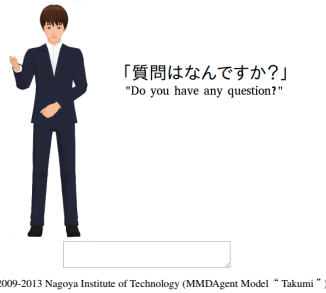 「質問はなんですか？」
"Do you have any question?"
2009-2013 Nagoya Institute of Technology (MMDAgent Model “ Takumi ” )